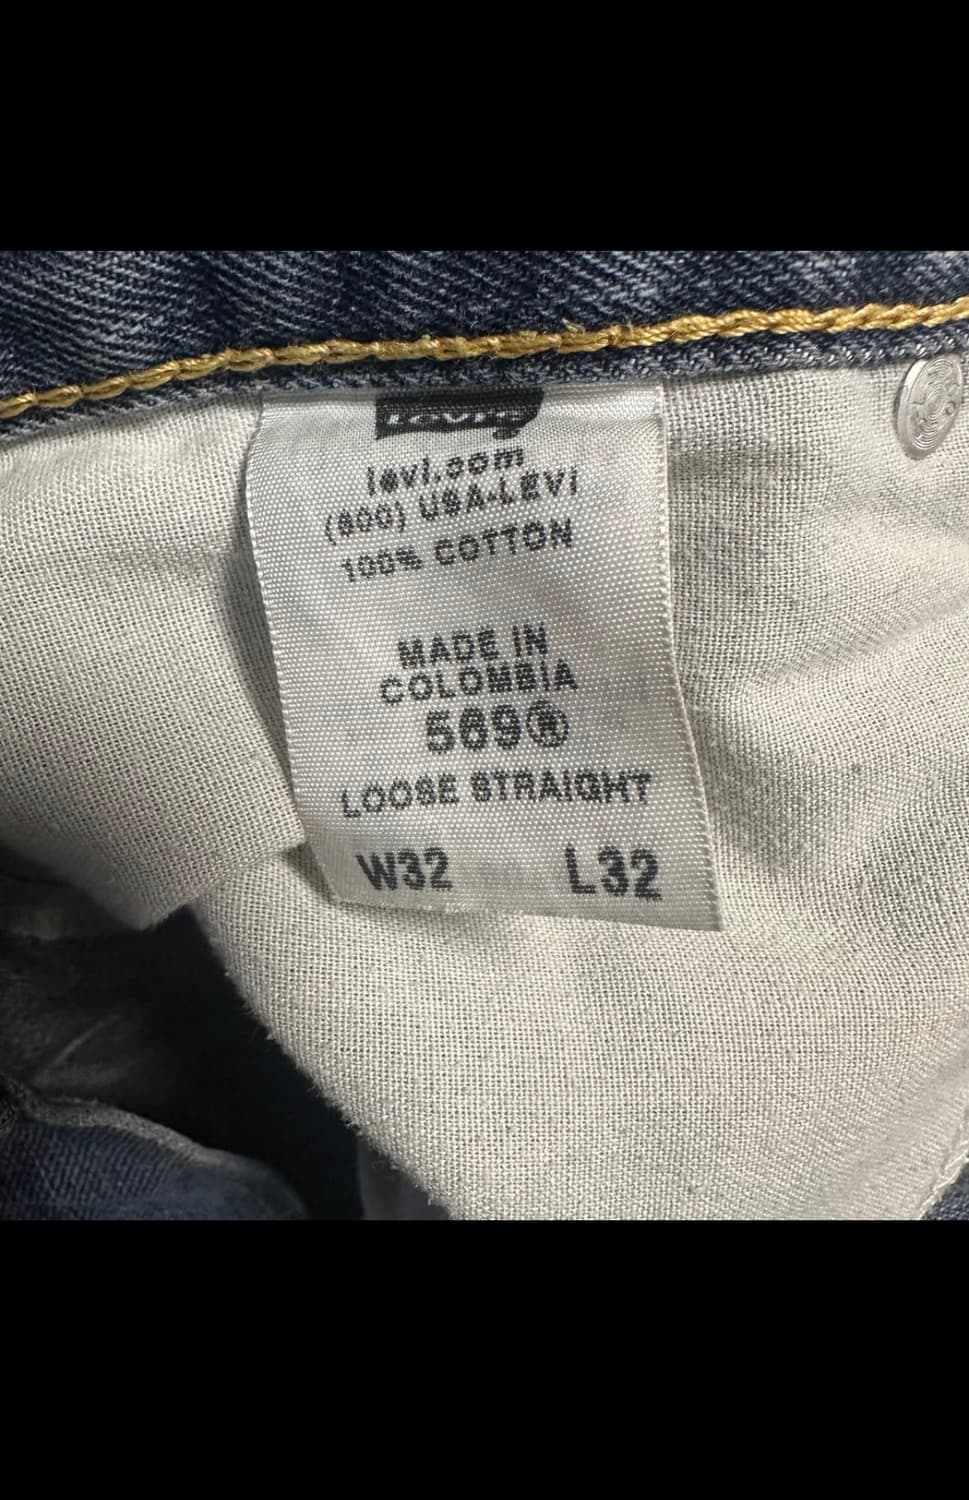 Levi's
levi.com
(800) USA-LEVI
100% COTTON
MADE IN
COLOMBIA
569®
LOOSE STRAIGHT
W32 L32